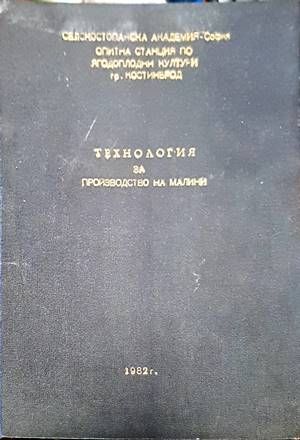 СЕЛСКОСТОПАНСКА АКАДЕМИЯ-София
ОПИТНА СТАНЦИЯ ПО
ЯГОДОПЛОДНИ КУЛТУРИ
гр. КОСТИНБРОД
ТЕХНОЛОГИЯ
ЗА
ПРОИЗВОДСТВО НА МАЛИНИ
1982г.